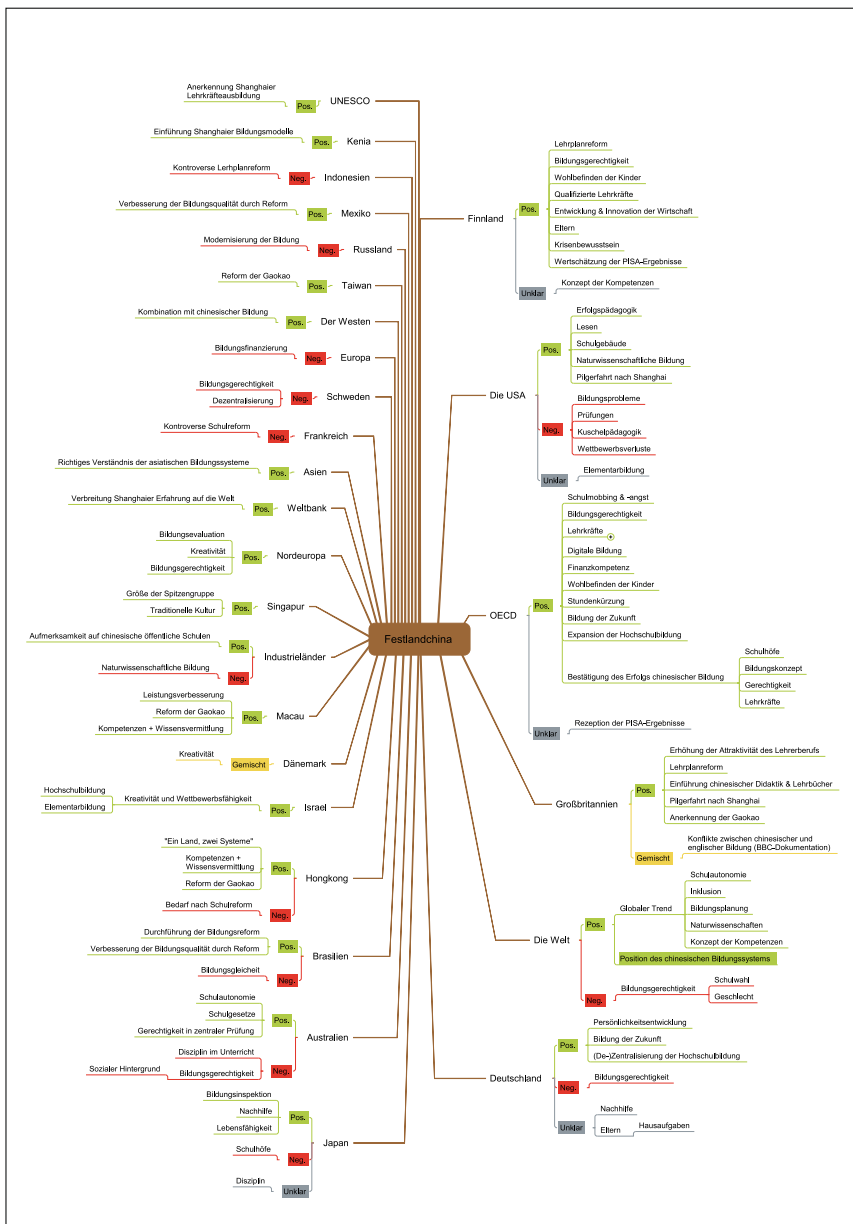 Anerkennung Shanghaier
Lehrkräfteausbildung
Pos.
UNESCO
Einführung Shanghaier Bildungsmodelle
Pos.
Kenia
Kontroverse Lerhplanreform
Neg.
Indonesien
Verbesserung der Bildungsqualität durch Reform
Pos.
Mexiko
Modernisierung der Bildung
Neg.
Russland
Reform der Gaokao
Pos.
Taiwan
Kombination mit chinesischer Bildung
Pos.
Der Westen
Bildungsfinanzierung
Neg.
Europa
Bildungsgerechtigkeit
Dezentralisierung
Neg.
Schweden
Kontroverse Schulreform
Neg.
Frankreich
Richtiges Verständnis der asiatischen Bildungssysteme
Pos.
Asien
Verbreitung Shanghaier Erfahrung auf die Welt
Pos.
Weltbank
Bildungsevaluation
Kreativität
Bildungsgerechtigkeit
Pos.
Nordeuropa
Größe der Spitzengruppe
Traditionelle Kultur
Pos.
Singapur
Aufmerksamkeit auf chinesische öffentliche Schulen
Pos.
Naturwissenschaftliche Bildung
Neg.
Industrieländer
Leistungsverbesserung
Reform der Gaokao
Kompetenzen + Wissensvermittlung
Pos.
Macau
Kreativität
Gemischt
Dänemark
Hochschulbildung
Elementarbildung
Kreativität und Wettbewerbsfähigkeit
Pos.
Israel
"Ein Land, zwei Systeme"
Kompetenzen +
Wissensvermittlung
Reform der Gaokao
Pos.
Bedarf nach Schulreform
Neg.
Hongkong
Durchführung der Bildungsreform
Verbesserung der Bildungsqualität durch Reform
Pos.
Bildungsgleicheit
Neg.
Brasilien
Schulautonomie
Schulgesetze
Gerechtigkeit in zentraler Prüfung
Pos.
Disziplin im Unterricht
Sozialer Hintergrund
Bildungsgerechtigkeit
Neg.
Australien
Bildungsinspektion
Nachhilfe
Lebensfähigkeit
Pos.
Schulhöfe
Neg.
Disziplin
Unklar
Japan
Festlandchina
Finnland
Pos.
Lehrplanreform
Bildungsgerechtigkeit
Wohlbefinden der Kinder
Qualifizierte Lehrkräfte
Entwicklung & Innovation der Wirtschaft
Eltern
Krisenbewusstsein
Wertschätzung der PISA-Ergebnisse
Unklar
Konzept der Kompetenzen
Die USA
Pos.
Erfolgspädagogik
Lesen
Schulgebäude
Naturwissenschaftliche Bildung
Pilgerfahrt nach Shanghai
Neg.
Bildungsprobleme
Prüfungen
Kuschelpädagogik
Wettbewerbsverluste
Unklar
Elementarbildung
OECD
Pos.
Schulmobbing & -angst
Bildungsgerechtigkeit
Lehrkräfte
Digitale Bildung
Finanzkompetenz
Wohlbefinden der Kinder
Stundenkürzung
Bildung der Zukunft
Expansion der Hochschulbildung
Bestätigung des Erfolgs chinesischer Bildung
Schulhöfe
Bildungskonzept
Gerechtigkeit
Lehrkräfte
Unklar
Rezeption der PISA-Ergebnisse
Großbritannien
Pos.
Erhöhung der Attraktivität des Lehrerberufs
Lehrplanreform
Einführung chinesischer Didaktik & Lehrbücher
Pilgerfahrt nach Shanghai
Anerkennung der Gaokao
Gemischt
Konflikte zwischen chinesischer und
englischer Bildung (BBC-Dokumentation)
Die Welt
Pos.
Globaler Trend
Schulautonomie
Inklusion
Bildungsplanung
Naturwissenschaften
Konzept der Kompetenzen
Position des chinesischen Bildungssystems
Neg.
Bildungsgerechtigkeit
Schulwahl
Geschlecht
Deutschland
Pos.
Persönlichkeitsentwicklung
Bildung der Zukunft
(De-)Zentralisierung der Hochschulbildung
Neg.
Bildungsgerechtigkeit
Unklar
Nachhilfe
Eltern
Hausaufgaben